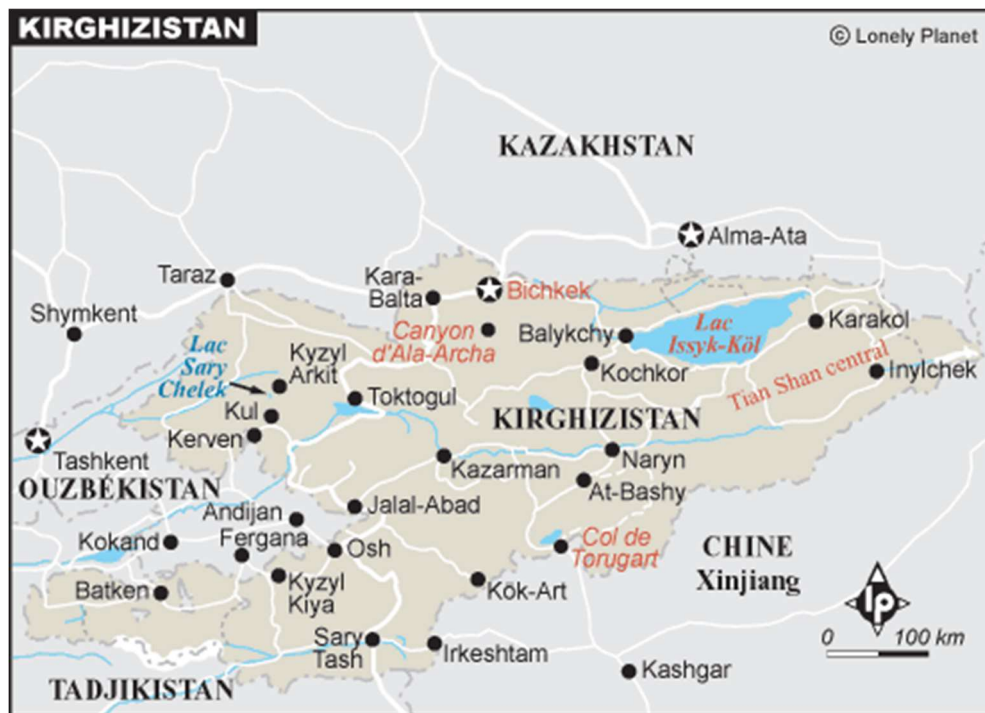 KIRGHIZISTAN
© Lonely Planet
KAZAKHSTAN
Alma-Ata
Taraz
Kara-
Balta
Bichkek
Shymkent
Canyon
d'Ala-Archa
Balykchy
Lac
Issyk-Köl
Karakol
Lac
Sary
Chelek
Kyzyl
Arkit
Kochkor
Tian Shan central
Inylchek
Toktogul
Kul
KIRGHIZISTAN
Kerven
Tashkent
Kazarman
Naryn
At-Bashy
OUZBÉKISTAN
Jalal-Abad
Andijan
Kokand
Fergana
Osh
Col de
Torugart
CHINE
Xinjiang
Batken
Kyzyl
Kiya
Kök-Art
lp
0 100 km
Sary
Tash
Irkeshtam
Kashgar
TADJIKISTAN